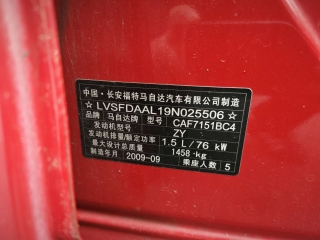 中国·长安福特马自达汽车有限公司制造
☆LVSFDAAL19N025506☆
品牌 马自达牌 型号 CAF7151BC4
发动机型号 ZY
发动机排量/额定功率 1.5 L/76 kW
最大设计总质量 1458·kg
制造年月 2009-09 乘座人数 5